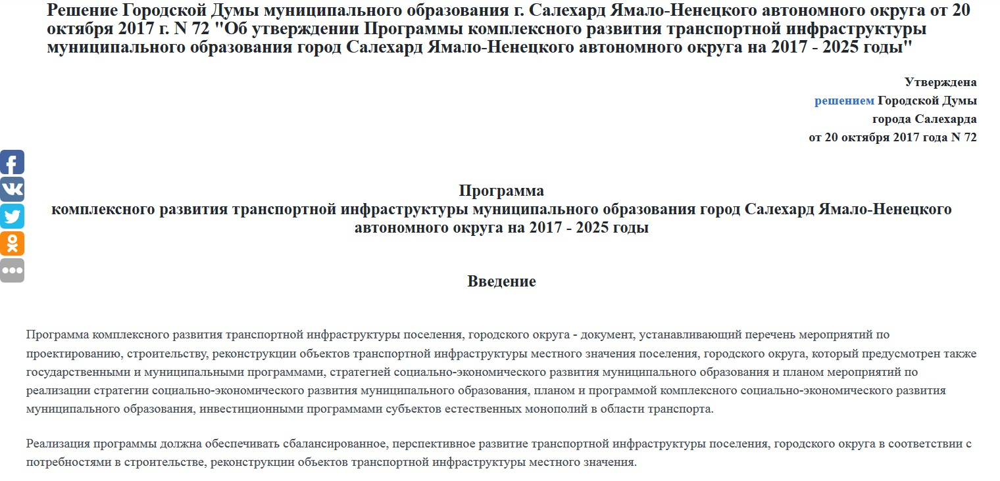 Решение Городской Думы муниципального образования г. Салехард Ямало-Ненецкого автономного округа от 20
октября 2017 г. N 72 "Об утверждении Программы комплексного развития транспортной инфраструктуры
муниципального образования город Салехард Ямало-Ненецкого автономного округа на 2017 - 2025 годы"
Утверждена
решением Городской Думы
города Салехарда
от 20 октября 2017 года N 72
Программа
комплексного развития транспортной инфраструктуры муниципального образования город Салехард Ямало-Ненецкого
автономного округа на 2017 - 2025 годы
Введение
Программа комплексного развития транспортной инфраструктуры поселения, городского округа - документ, устанавливающий перечень мероприятий по
проектированию, строительству, реконструкции объектов транспортной инфраструктуры местного значения поселения, городского округа, который предусмотрен также
государственными и муниципальными программами, стратегией социально-экономического развития муниципального образования и планом мероприятий по
реализации стратегии социально-экономического развития муниципального образования, планом и программой комплексного социально-экономического развития
муниципального образования, инвестиционными программами субъектов естественных монополий в области транспорта.
Реализация программы должна обеспечивать сбалансированное, перспективное развитие транспортной инфраструктуры поселения, городского округа в соответствии с
потребностями в строительстве, реконструкции объектов транспортной инфраструктуры местного значения.